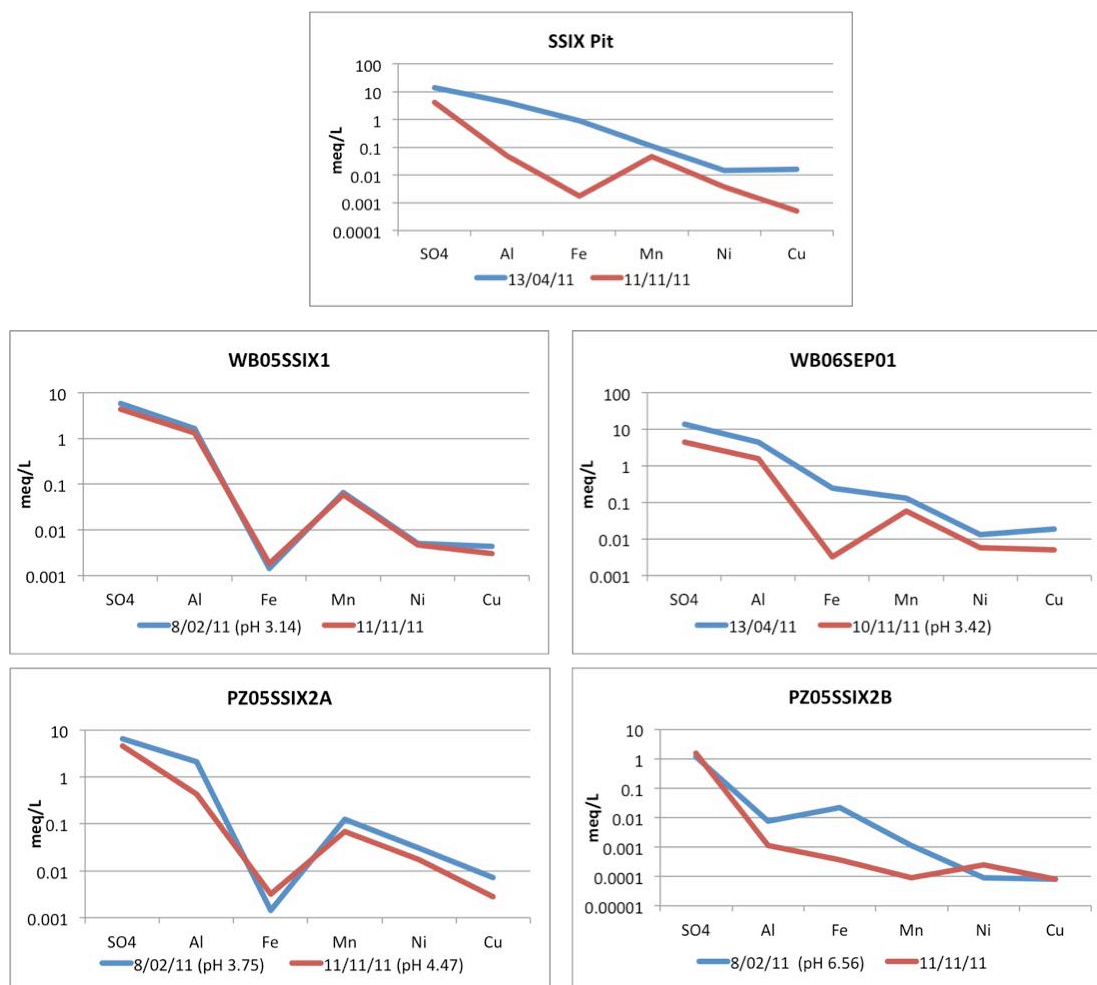 SSIX Pit
meq/L
100
10
1
0.1
0.01
0.001
0.0001
SO4 Al Fe Mn Ni Cu
13/04/11 11/11/11
WB05SSIX1
meq/L
10
1
0.1
0.01
0.001
SO4 Al Fe Mn Ni Cu
8/02/11 (pH 3.14) 11/11/11
WB06SEP01
meq/L
100
10
1
0.1
0.01
0.001
SO4 Al Fe Mn Ni Cu
13/04/11 10/11/11 (pH 3.42)
PZ05SSIX2A
meq/L
10
1
0.1
0.01
0.001
SO4 Al Fe Mn Ni Cu
8/02/11 (pH 3.75) 11/11/11 (pH 4.47)
PZ05SSIX2B
meq/L
10
1
0.1
0.01
0.001
0.0001
0.00001
SO4 Al Fe Mn Ni Cu
8/02/11 (pH 6.56) 11/11/11